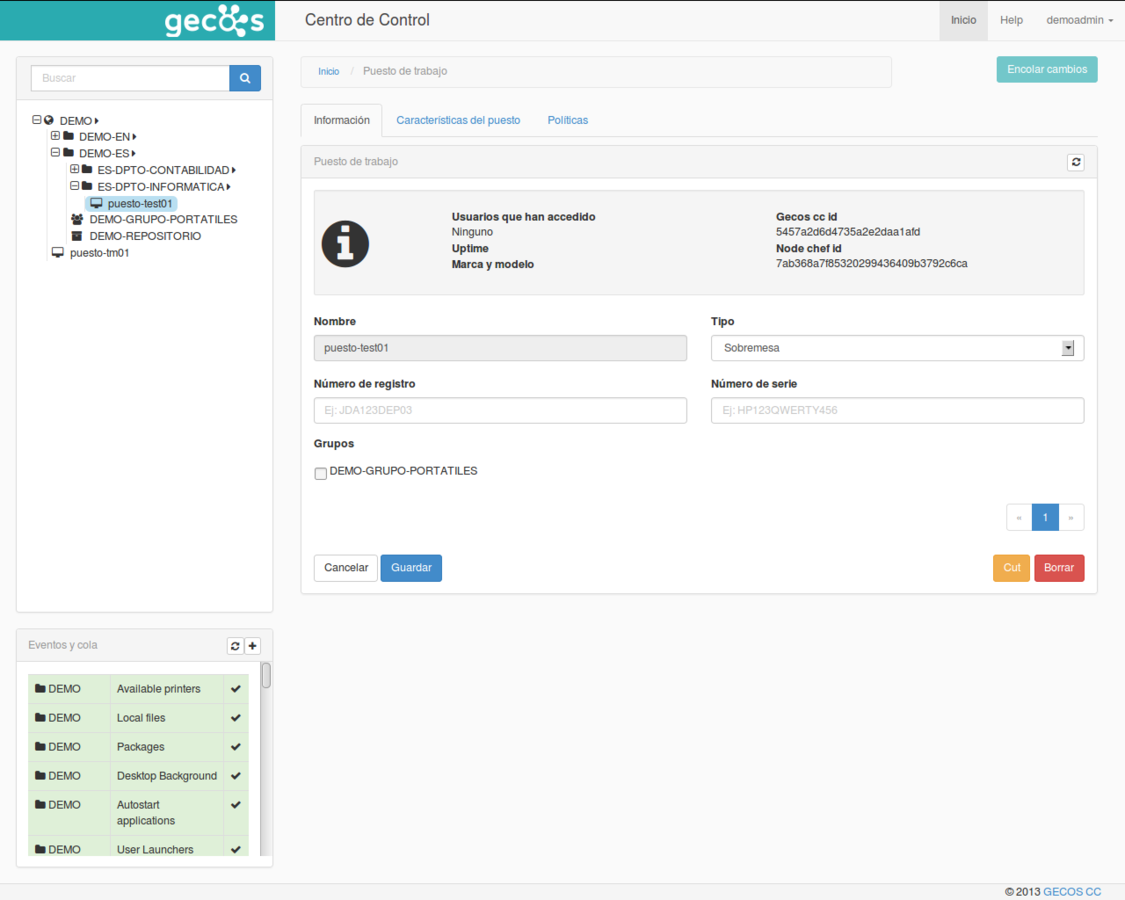 gecos
Centro de Control
Inicio
Help
demoadmin
Buscar
Inicio / Puesto de trabajo
Encolar cambios
DEMO
DEMO-EN
DEMO-ES
ES-DPTO-CONTABILIDAD
ES-DPTO-INFORMATICA
puesto-test01
DEMO-GRUPO-PORTATILES
DEMO-REPOSITORIO
puesto-tm01
Información
Características del puesto
Políticas
Puesto de trabajo
Usuarios que han accedido
Ninguno
Uptime
Marca y modelo
Gecos cc id
5457a2d6d4735a2e2daa1afd
Node chef id
7ab368a7f85320299436409b3792c6ca
Nombre
puesto-test01
Tipo
Sobremesa
Número de registro
Ej: JDA123DEP03
Número de serie
Ej: HP123QWERTY456
Grupos
DEMO-GRUPO-PORTATILES
« 1 »
Cancelar
Guardar
Cut
Borrar
Eventos y cola
DEMO Available printers
DEMO Local files
DEMO Packages
DEMO Desktop Background
DEMO Autostart
applications
DEMO User Launchers
© 2013 GECOS CC